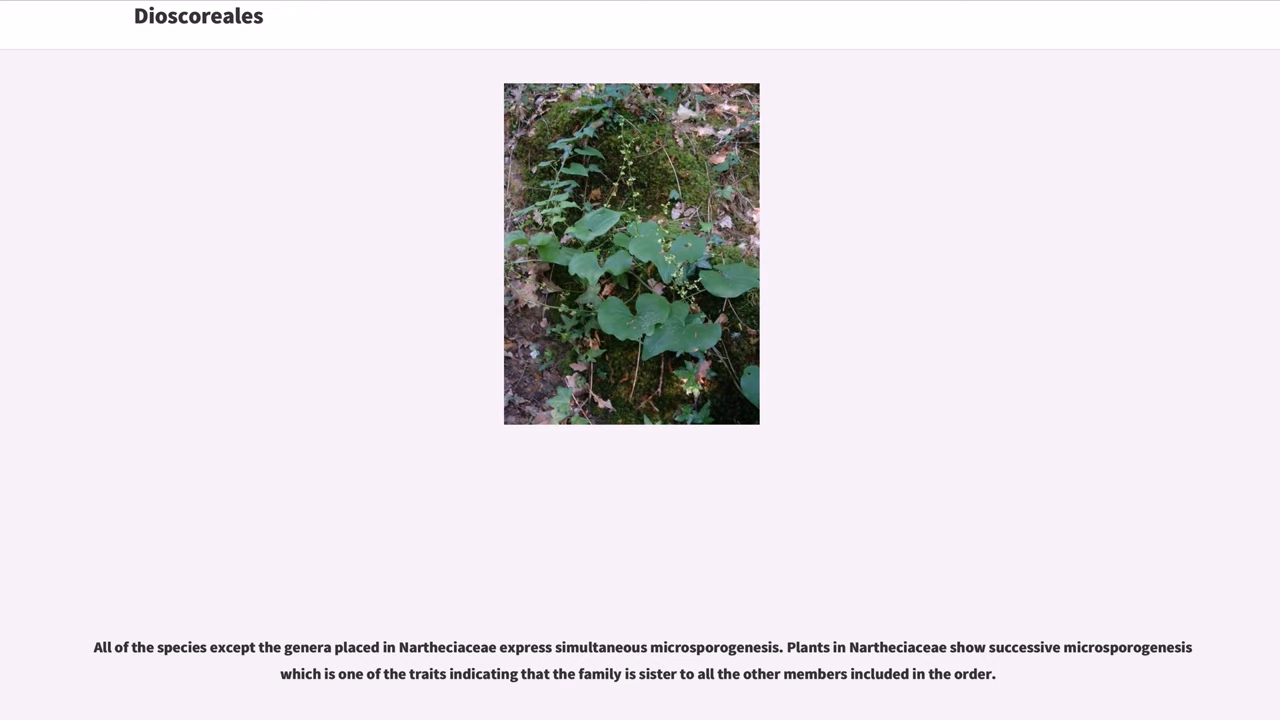 Dioscoreales
All of the species except the genera placed in Nartheciaceae express simultaneous microsporogenesis. Plants in Nartheciaceae show successive microsporogenesis
which is one of the traits indicating that the family is sister to all the other members included in the order.